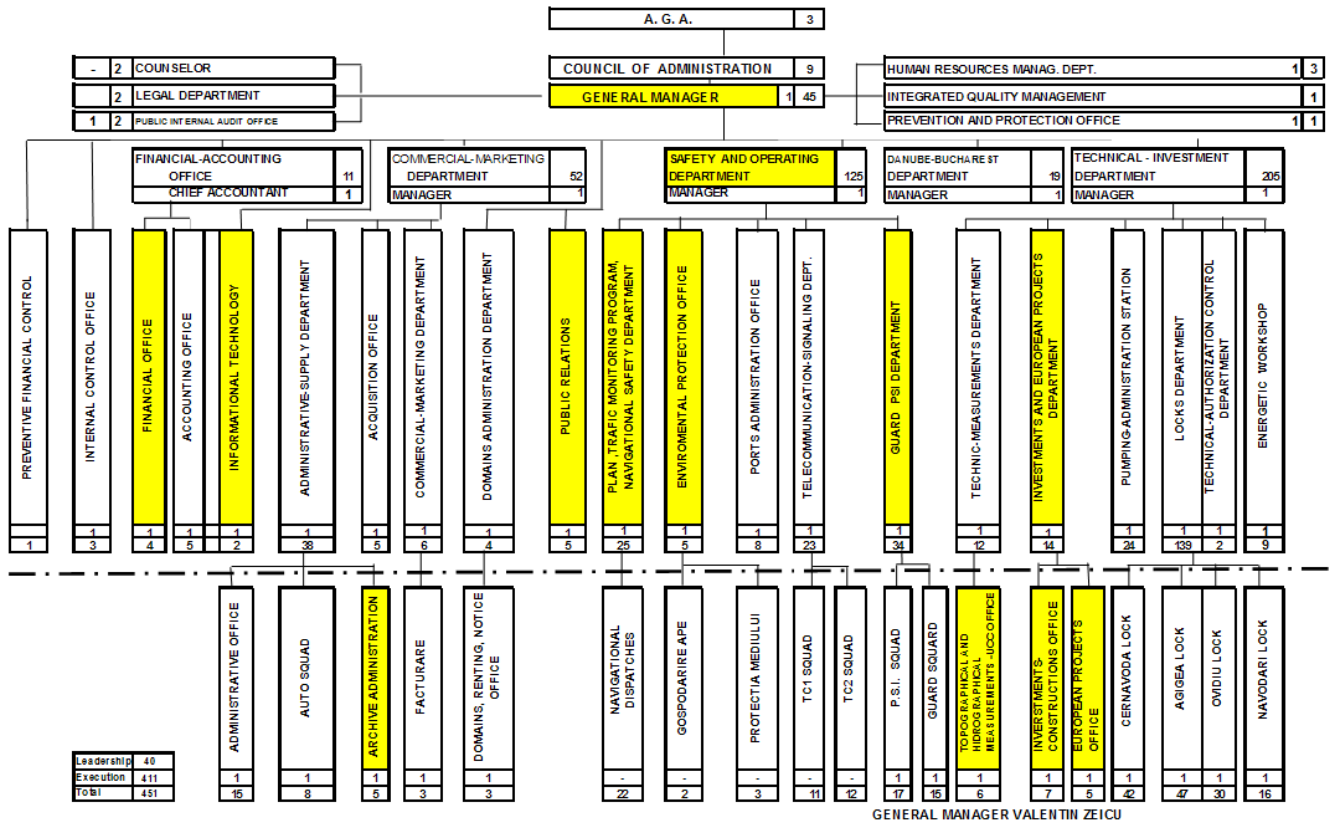 A. G. A. 3
- 2 COUNSELOR
COUNCIL OF ADMINISTRATION 9
HUMAN RESOURCES MANAG. DEPT. 1 3
2 LEGAL DEPARTMENT
GENERAL MANAGER 1 45
INTEGRATED QUALITY MANAGEMENT 1
1 2 PUBLIC INTERNAL AUDIT OFFICE
PREVENTION AND PROTECTION OFFICE 1 1
FINANCIAL-ACCOUNTING
OFFICE 11
CHIEF ACCOUNTANT 1
COMMERCIAL-MARKETING
DEPARTMENT 52
MANAGER 1
SAFETY AND OPERATING
DEPARTMENT 125
MANAGER 1
DANUBE-BUCHAREST
DEPARTMENT 19
MANAGER 1
TECHNICAL - INVESTMENT
DEPARTMENT 205
MANAGER 1
PREVENTIVE FINANCIAL CONTROL
1
INTERNAL CONTROL OFFICE
1
3
FINANCIAL OFFICE
1
4
ACCOUNTING OFFICE
1
5
INFORMATIONAL TECHNOLOGY
1
2
ADMINISTRATIVE-SUPPLY DEPARTMENT
1
38
ACQUISITION OFFICE
1
5
COMMERCIAL-MARKETING DEPARTMENT
1
6
DOMAINS ADMINISTRATION DEPARTMENT
1
4
PUBLIC RELATIONS
1
5
PLAN ,TRAFIC MONITORING PROGRAM,
NAVIGATIONAL SAFETY DEPARTMENT
1
25
ENVIROMENTAL PROTECTION OFFICE
1
5
PORTS ADMINISTRATION OFFICE
1
8
TELECOMMUNICATION-SIGNALING DEPT.
1
23
GUARD PSI DEPARTMENT
1
34
TECHNIC-MEASUREMENTS DEPARTMENT
1
12
INVESTMENTS AND EUROPEAN PROJECTS
DEPARTMENT
1
14
PUMPING-ADMINISTRATION STATION
1
24
LOCKS DEPARTMENT
1
139
TECHNICAL-AUTHORIZATION CONTROL
DEPARTMENT
1
2
ENERGETIC WORKSHOP
1
9
ADMINISTRATIVE OFFICE
1
15
AUTO SQUAD
1
8
ARCHIVE ADMINISTRATION
1
5
FACTURARE
1
3
DOMAINS, RENTING, NOTICE
OFFICE
1
3
NAVIGATIONAL
DISPATCHES
-
22
GOSPODARIRE APE
-
2
PROTECTIA MEDIULUI
-
3
TC1 SQUAD
-
11
TC2 SQUAD
-
12
P.S.I. SQUAD
1
17
GUARD SQUARD
1
15
TOPOGRAPHICAL AND
HIDROGRAPHICAL
MEASUREMENTS -UCC OFFICE
1
6
INVERSTMENTS-
CONSTRUCTIONS OFFICE
1
7
EUROPEAN PROJECTS
OFFICE
1
5
CERNAVODA LOCK
1
42
AGIGEA LOCK
1
47
OVIDIU LOCK
1
30
NAVODARI LOCK
1
16
Leadership 40
Execution 411
Total 451
GENERAL MANAGER VALENTIN ZEICU